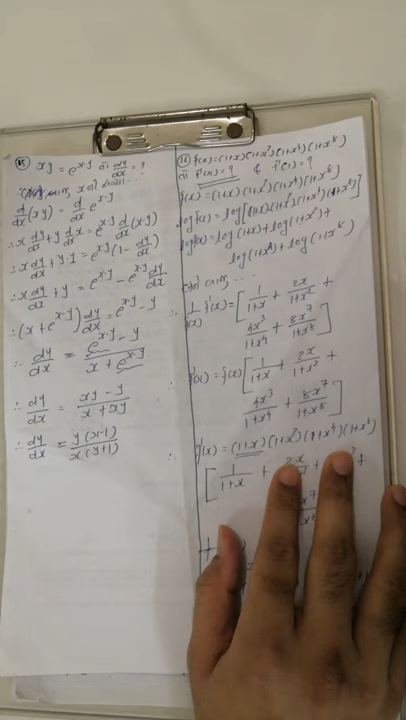 15 xy = e^(x-y) तो dy/dx = ?
d/dx (xy) = d/dx e^(x-y)
∴ x dy/dx + y d/dx x = e^(x-y) d/dx (x-y)
∴ x dy/dx + y·1 = e^(x-y) (1 - dy/dx)
∴ x dy/dx + y = e^(x-y) - e^(x-y) dy/dx
∴ (x + e^(x-y)) dy/dx = e^(x-y) - y
∴ dy/dx = (e^(x-y) - y) / (x + e^(x-y))
∴ dy/dx = (xy - y) / (x + xy)
∴ dy/dx = y(x-1) / x(y+1)
16 f(x) = (1+x)(1+x²)(1+x⁴)(1+x⁸)
तो f'(x) = ? & f'(1) = ?
f(x) = (1+x)(1+x²)(1+x⁴)(1+x⁸)
log f(x) = log[(1+x)(1+x²)(1+x⁴)(1+x⁸)]
log f(x) = log(1+x) + log(1+x²) +
log(1+x⁴) + log(1+x⁸)
∴ 1/f(x) f'(x) = [1/(1+x) + 2x/(1+x²) +
4x³/(1+x⁴) + 8x⁷/(1+x⁸)]
∴ f'(x) = f(x) [1/(1+x) + 2x/(1+x²) +
4x³/(1+x⁴) + 8x⁷/(1+x⁸)]
∴ f'(x) = (1+x)(1+x²)(1+x⁴)(1+x⁸)
[1/(1+x) +